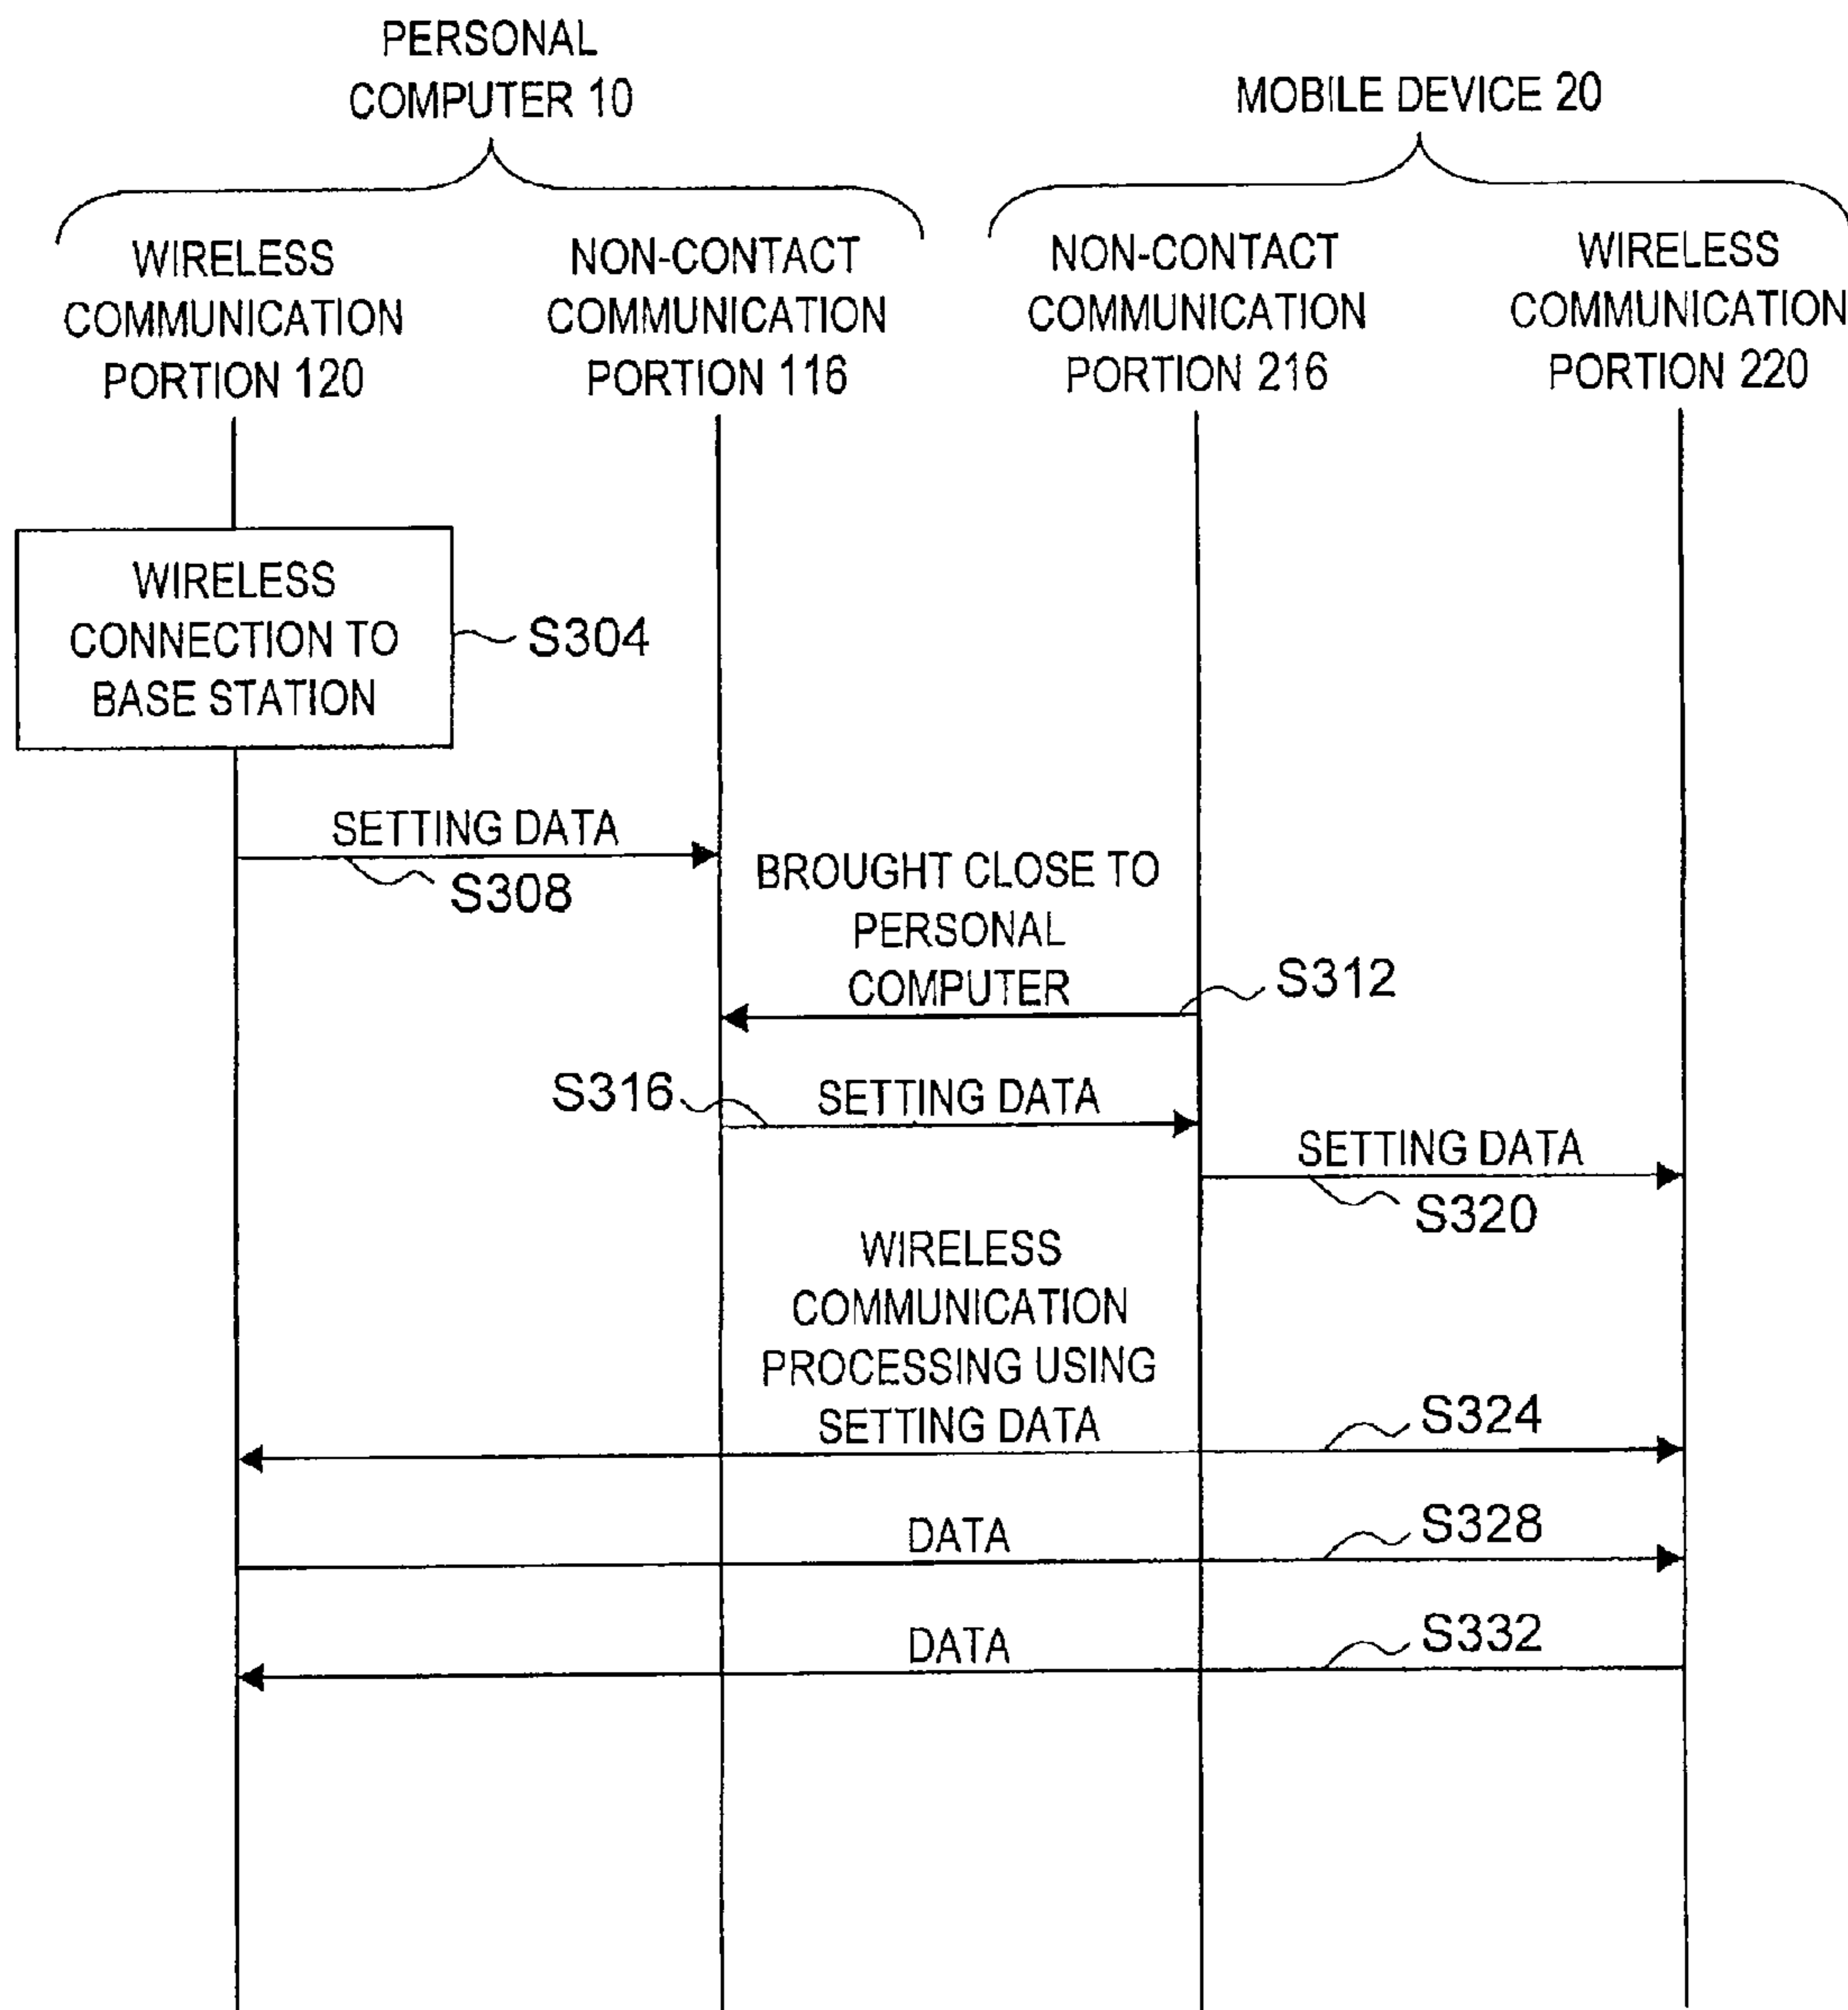 PERSONAL
COMPUTER 10
MOBILE DEVICE 20
WIRELESS
COMMUNICATION
PORTION 120
NON-CONTACT
COMMUNICATION
PORTION 116
NON-CONTACT
COMMUNICATION
PORTION 216
WIRELESS
COMMUNICATION
PORTION 220
WIRELESS
CONNECTION TO
BASE STATION
S304
SETTING DATA
S308
BROUGHT CLOSE TO
PERSONAL
COMPUTER
S312
S316
SETTING DATA
SETTING DATA
S320
WIRELESS
COMMUNICATION
PROCESSING USING
SETTING DATA
S324
DATA
S328
DATA
S332